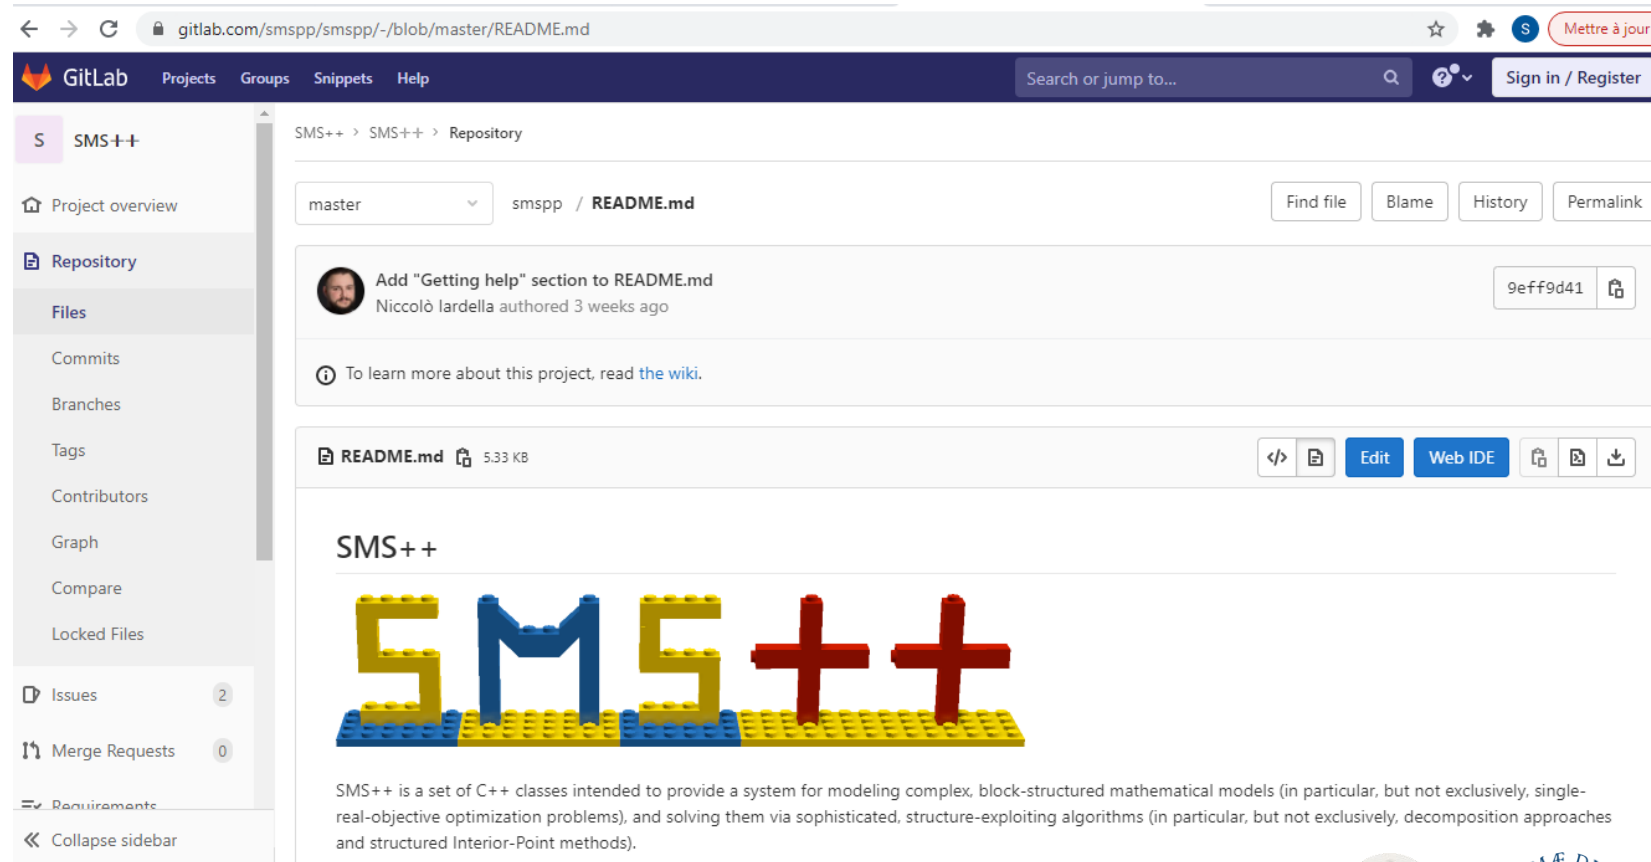 gitlab.com/smspp/smspp/-/blob/master/README.md
S
Mettre à jour
GitLab Projects Groups Snippets Help
Search or jump to...
Sign in / Register
S SMS++
Project overview
Repository
Files
Commits
Branches
Tags
Contributors
Graph
Compare
Locked Files
Issues 2
Merge Requests 0
Requirements
Collapse sidebar
SMS++ > SMS++ > Repository
master
smspp / README.md
Find file
Blame
History
Permalink
Add "Getting help" section to README.md
Niccolò Iardella authored 3 weeks ago
9eff9d41
To learn more about this project, read the wiki.
README.md 5.33 KB
Edit
Web IDE
SMS++
SMS++
SMS++ is a set of C++ classes intended to provide a system for modeling complex, block-structured mathematical models (in particular, but not exclusively, single-
real-objective optimization problems), and solving them via sophisticated, structure-exploiting algorithms (in particular, but not exclusively, decomposition approaches
and structured Interior-Point methods).